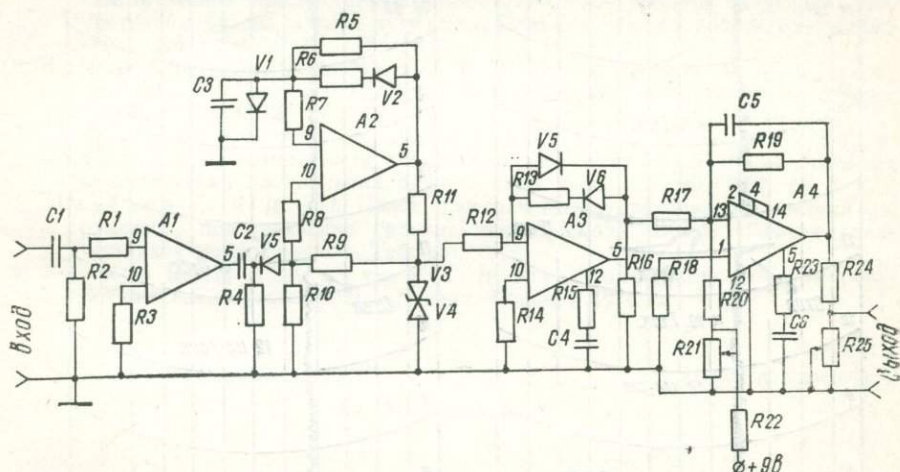 R5
C3
V1
R6
R7
V2
A2
9
5
10
C5
R19
V5
R13
V6
2
4
A4
R11
R17
13
14
C1
R1
A1
R8
R12
A3
9
C2
V5
R9
9
1
10
5
V3
5
R16
R18
5
12
R23
R24
R2
R4
R10
10
R15
12
R20
R3
V4
R14
C4
C6
R21
R25
Вход
Выход
R22
+9В